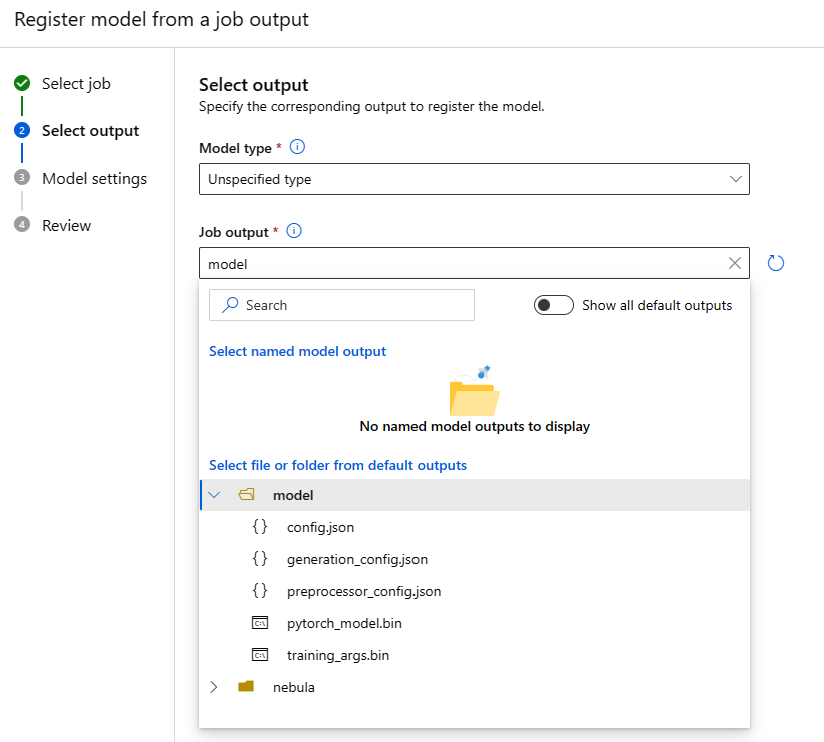 Register model from a job output
Select job
2 Select output
3 Model settings
4 Review
Select output
Specify the corresponding output to register the model.
Model type *
Unspecified type
Job output *
model
Search
Show all default outputs
Select named model output
No named model outputs to display
Select file or folder from default outputs
model
{} config.json
{} generation_config.json
{} preprocessor_config.json
C:\ pytorch_model.bin
C:\ training_args.bin
nebula